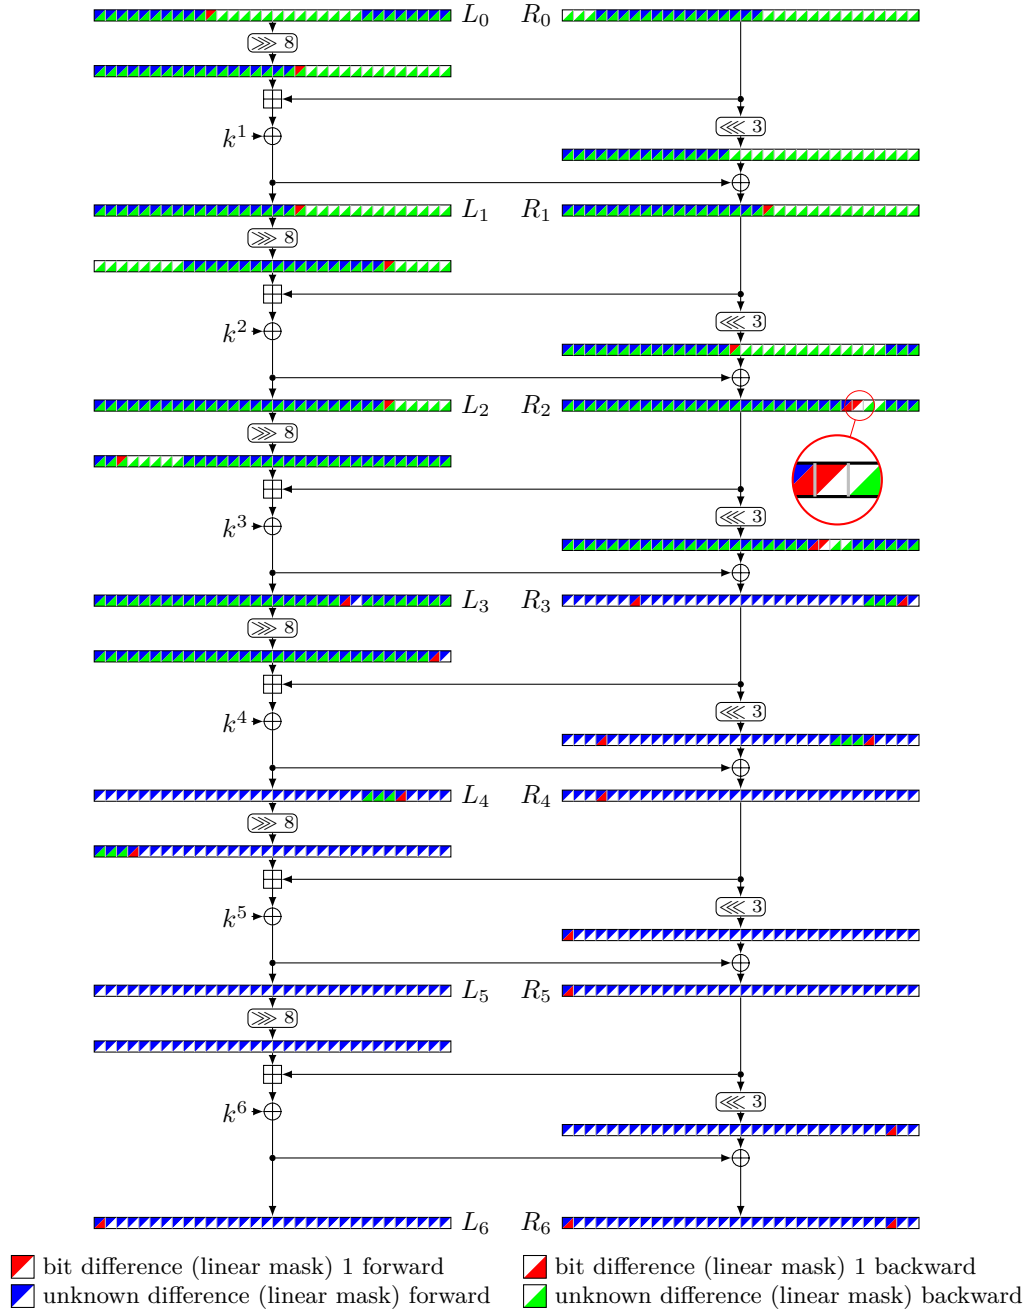 L0 R0
⋙ 8
k1 ⋘ 3
L1 R1
⋙ 8
k2 ⋘ 3
L2 R2
⋙ 8
k3 ⋘ 3
L3 R3
⋙ 8
k4 ⋘ 3
L4 R4
⋙ 8
k5 ⋘ 3
L5 R5
⋙ 8
k6 ⋘ 3
L6 R6
bit difference (linear mask) 1 forward bit difference (linear mask) 1 backward
unknown difference (linear mask) forward unknown difference (linear mask) backward